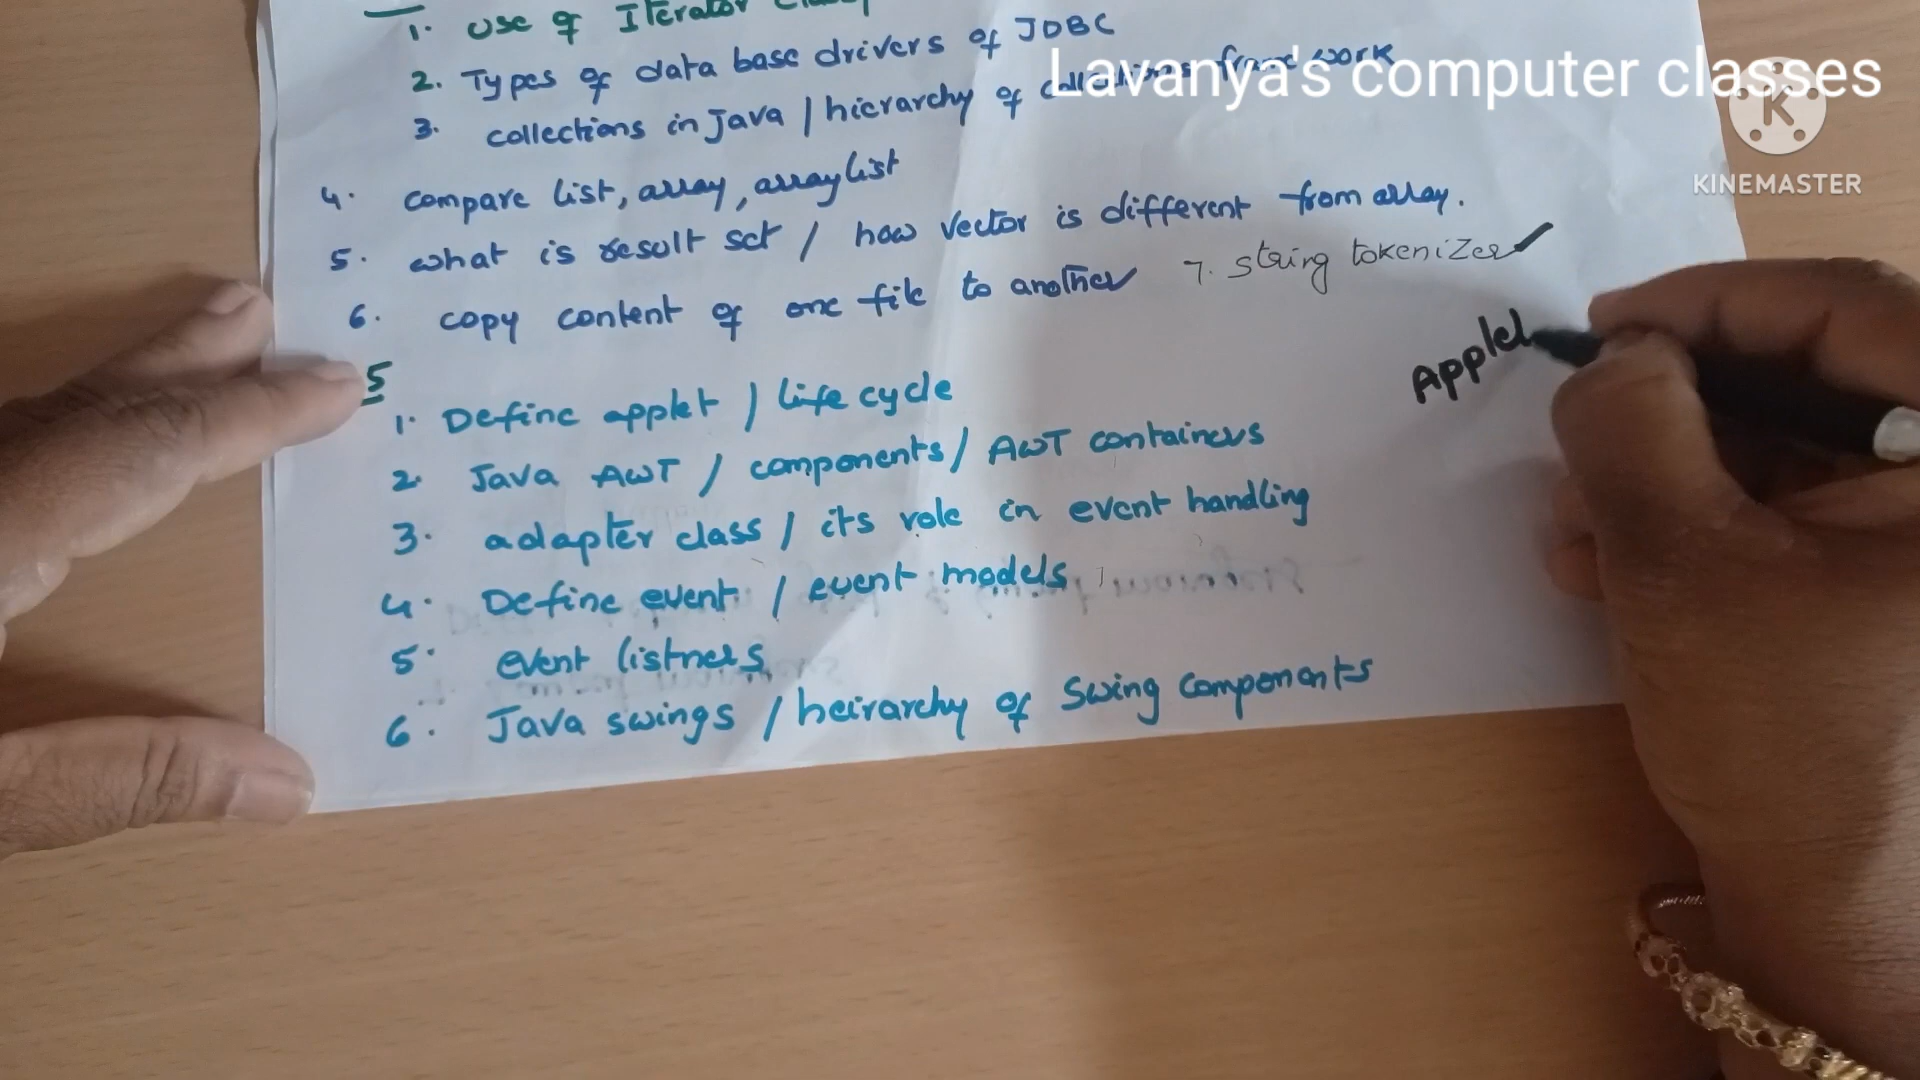 1. Use of Iterator class
2. Types of data base drivers of JDBC
3. collections in Java / hierarchy of collections frame work
Lavanya's computer classes
K
KINEMASTER
4. compare list, array, arraylist
5. what is result set / how vector is different from array.
6. copy content of one file to another 7. string tokenizer
Applet
5
1. Define applet / life cycle
2. Java AWT / components / AWT containers
3. adapter class / its role in event handling
4. Define event / event models
5. event listners
6. Java swings / heirarchy of Swing Components